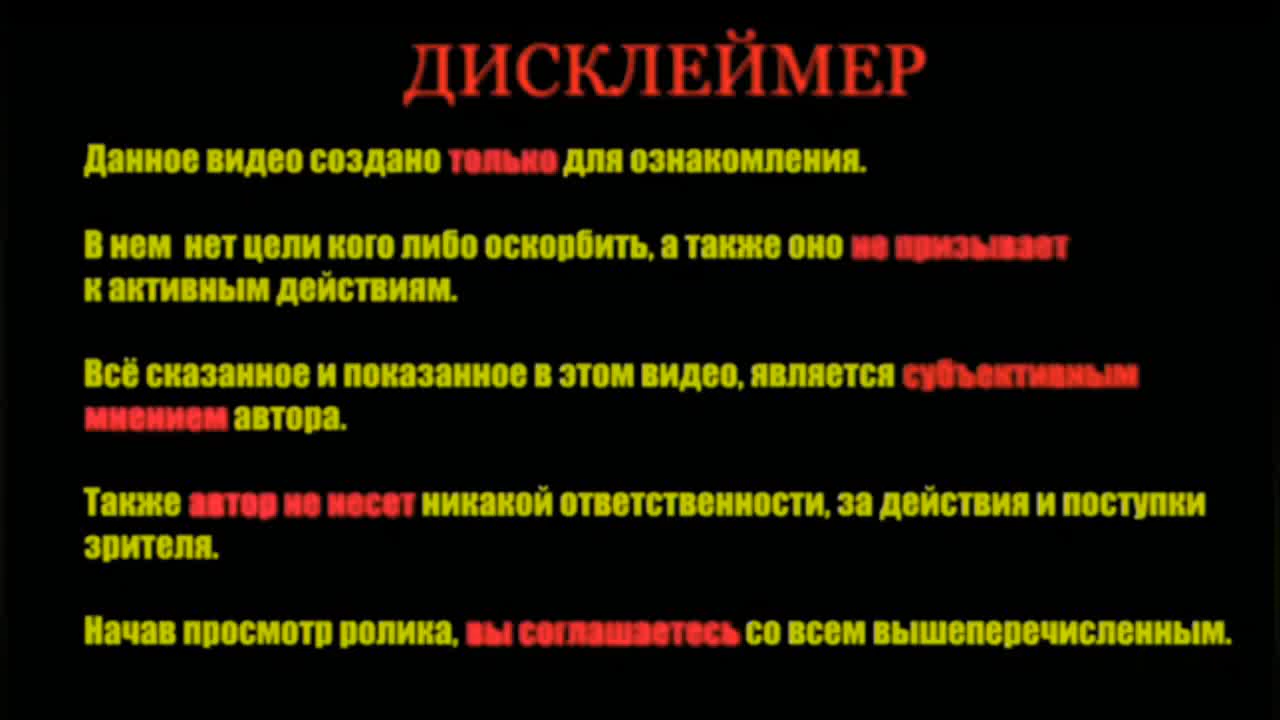 ДИСКЛЕЙМЕР
Данное видео создано только для ознакомления.
В нем нет цели кого либо оскорбить, а также оно не призывает
к активным действиям.
Всё сказанное и показанное в этом видео, является субъективным
мнением автора.
Также автор не несет никакой ответственности, за действия и поступки
зрителя.
Начав просмотр ролика, вы соглашаетесь со всем вышеперечисленным.